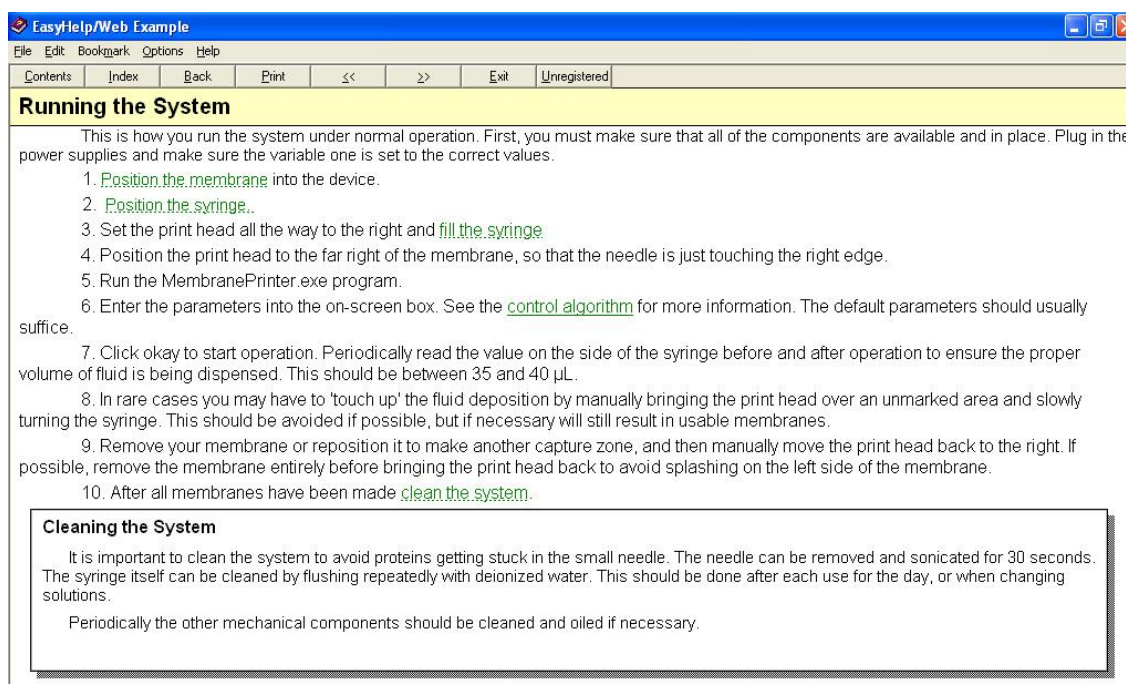 EasyHelp/Web Example
File Edit Bookmark Options Help
Contents Index Back Print << >> Exit Unregistered
Running the System
This is how you run the system under normal operation. First, you must make sure that all of the components are available and in place. Plug in the
power supplies and make sure the variable one is set to the correct values.
1. Position the membrane into the device.
2. Position the syringe.
3. Set the print head all the way to the right and fill the syringe
4. Position the print head to the far right of the membrane, so that the needle is just touching the right edge.
5. Run the MembranePrinter.exe program.
6. Enter the parameters into the on-screen box. See the control algorithm for more information. The default parameters should usually
suffice.
7. Click okay to start operation. Periodically read the value on the side of the syringe before and after operation to ensure the proper
volume of fluid is being dispensed. This should be between 35 and 40 µL.
8. In rare cases you may have to 'touch up' the fluid deposition by manually bringing the print head over an unmarked area and slowly
turning the syringe. This should be avoided if possible, but if necessary will still result in usable membranes.
9. Remove your membrane or reposition it to make another capture zone, and then manually move the print head back to the right. If
possible, remove the membrane entirely before bringing the print head back to avoid splashing on the left side of the membrane.
10. After all membranes have been made clean the system.
Cleaning the System
It is important to clean the system to avoid proteins getting stuck in the small needle. The needle can be removed and sonicated for 30 seconds.
The syringe itself can be cleaned by flushing repeatedly with deionized water. This should be done after each use for the day, or when changing
solutions.
Periodically the other mechanical components should be cleaned and oiled if necessary.